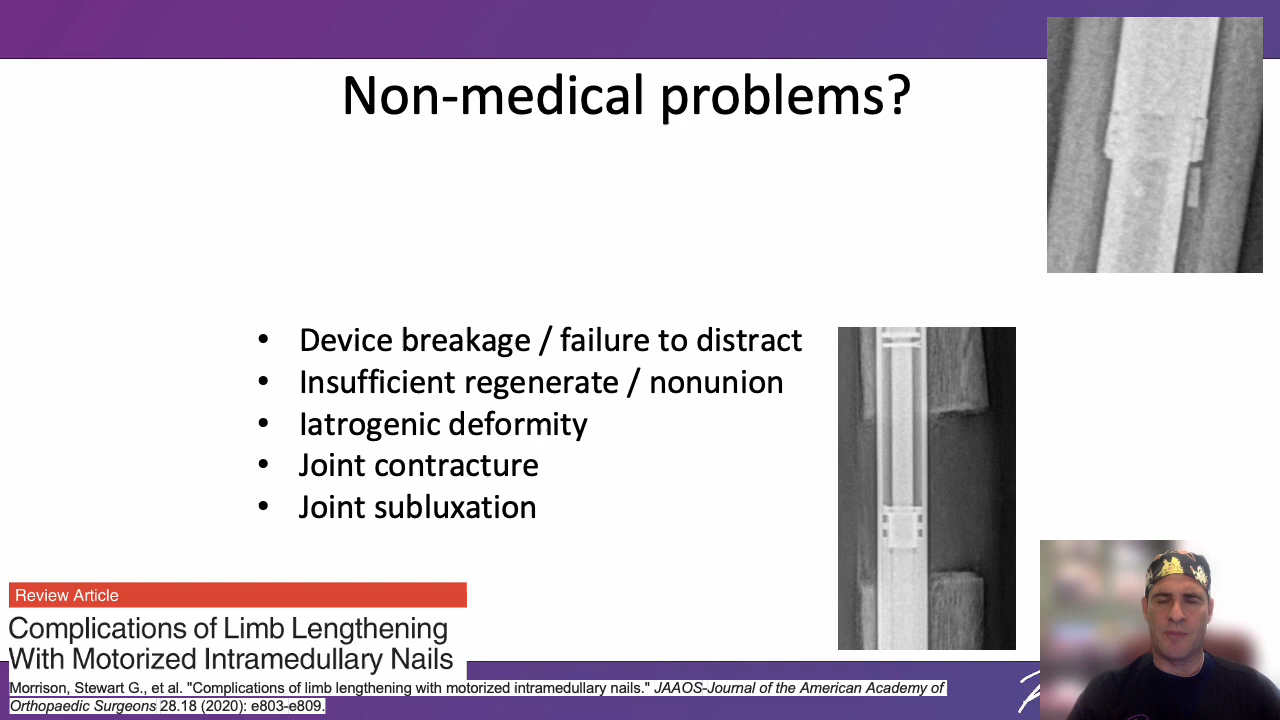 Non-medical problems?
• Device breakage / failure to distract
• Insufficient regenerate / nonunion
• Iatrogenic deformity
• Joint contracture
• Joint subluxation
Review Article
Complications of Limb Lengthening
With Motorized Intramedullary Nails
Morrison, Stewart G., et al. "Complications of limb lengthening with motorized intramedullary nails." JAAOS-Journal of the American Academy of
Orthopaedic Surgeons 28.18 (2020): e803-e809.